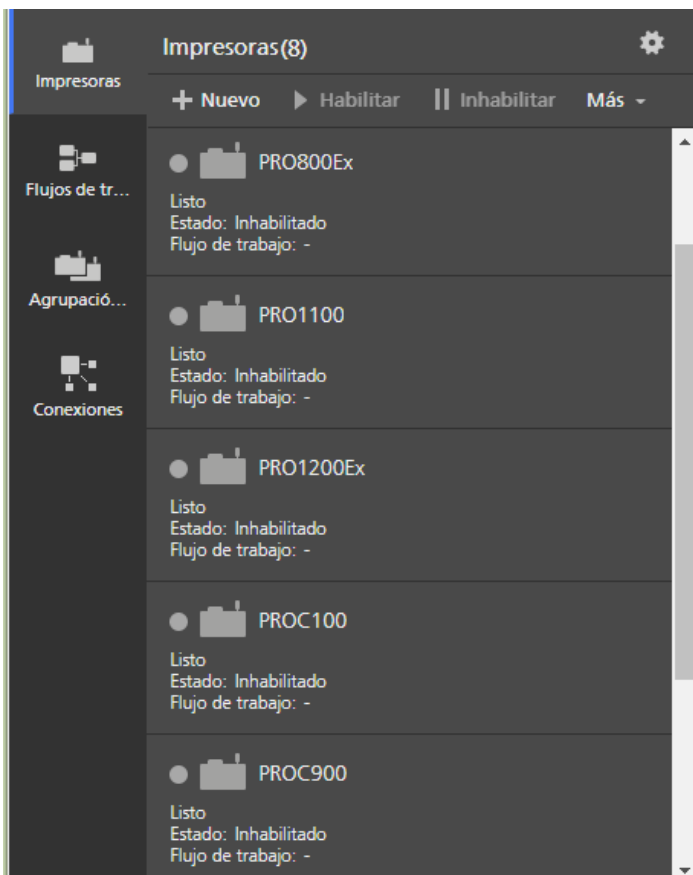 Impresoras
Flujos de tr...
Agrupació...
Conexiones
Impresoras(8)
Nuevo Habilitar Inhabilitar Más
PRO800Ex
Listo
Estado: Inhabilitado
Flujo de trabajo: -
PRO1100
Listo
Estado: Inhabilitado
Flujo de trabajo: -
PRO1200Ex
Listo
Estado: Inhabilitado
Flujo de trabajo: -
PROC100
Listo
Estado: Inhabilitado
Flujo de trabajo: -
PROC900
Listo
Estado: Inhabilitado
Flujo de trabajo: -